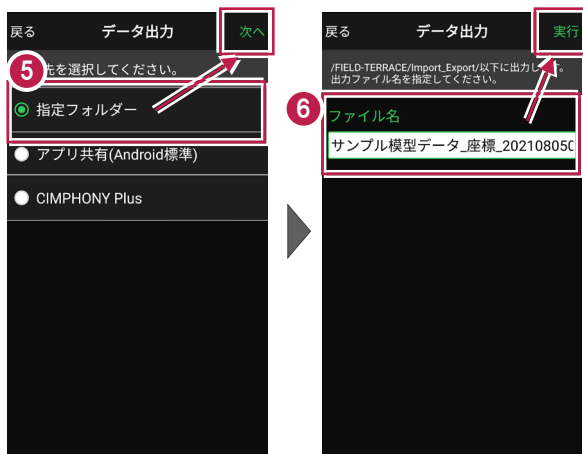 戻る データ出力 次へ
5 先を選択してください。
指定フォルダー
アプリ共有(Android標準)
CIMPHONY Plus
戻る データ出力 実行
/FIELD-TERRACE/Import_Export/以下に出力し す。
出力ファイル名を指定してください。
6 ファイル名
サンプル模型データ_座標_20210805